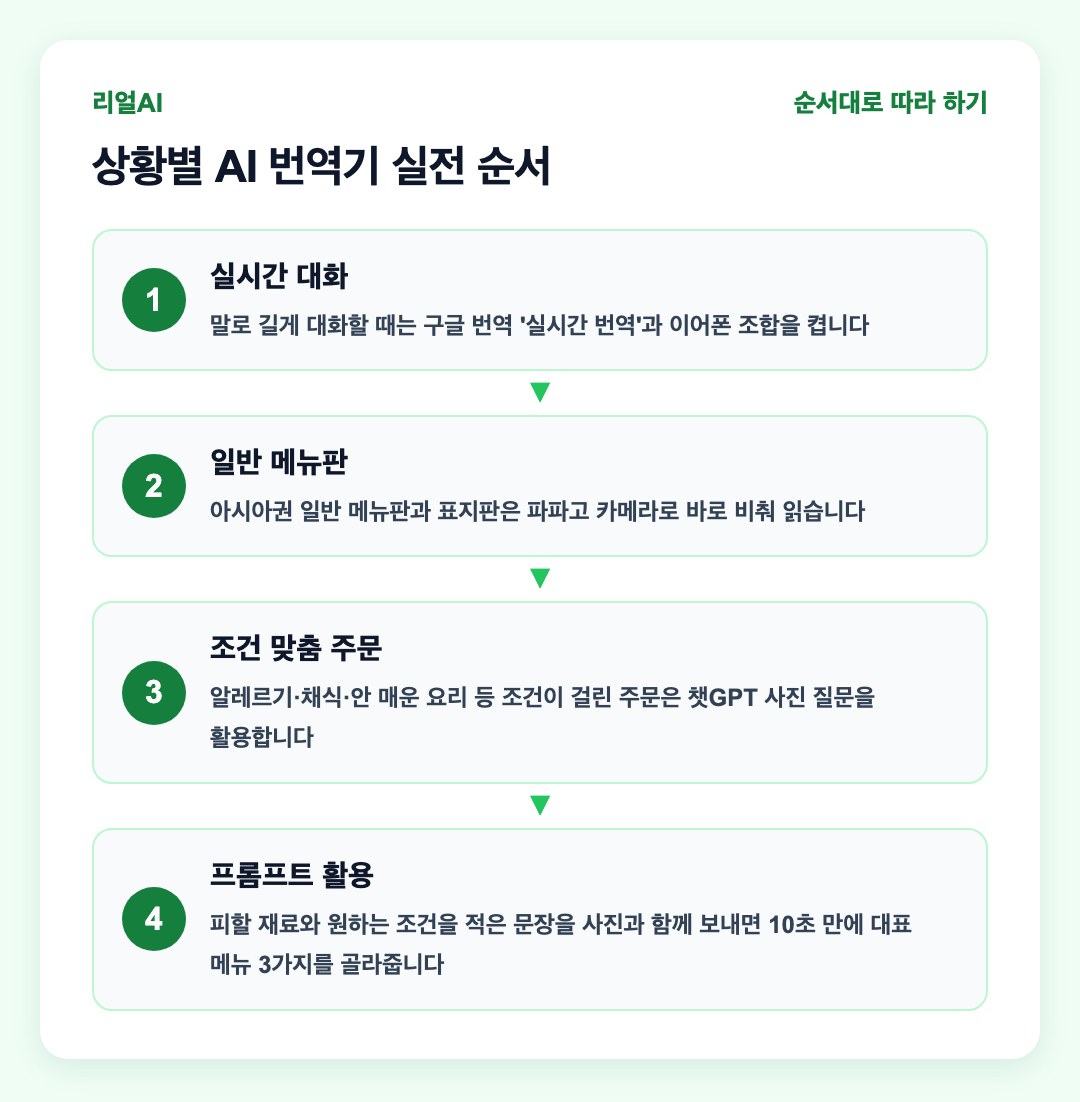 리얼AI
순서대로 따라 하기
상황별 AI 번역기 실전 순서
1
실시간 대화
말로 길게 대화할 때는 구글 번역 '실시간 번역'과 이어폰 조합을 켭니다
2
일반 메뉴판
아시아권 일반 메뉴판과 표지판은 파파고 카메라로 바로 비춰 읽습니다
3
조건 맞춤 주문
알레르기·채식·안 매운 요리 등 조건이 걸린 주문은 챗GPT 사진 질문을
활용합니다
4
프롬프트 활용
피할 재료와 원하는 조건을 적은 문장을 사진과 함께 보내면 10초 만에 대표
메뉴 3가지를 골라줍니다